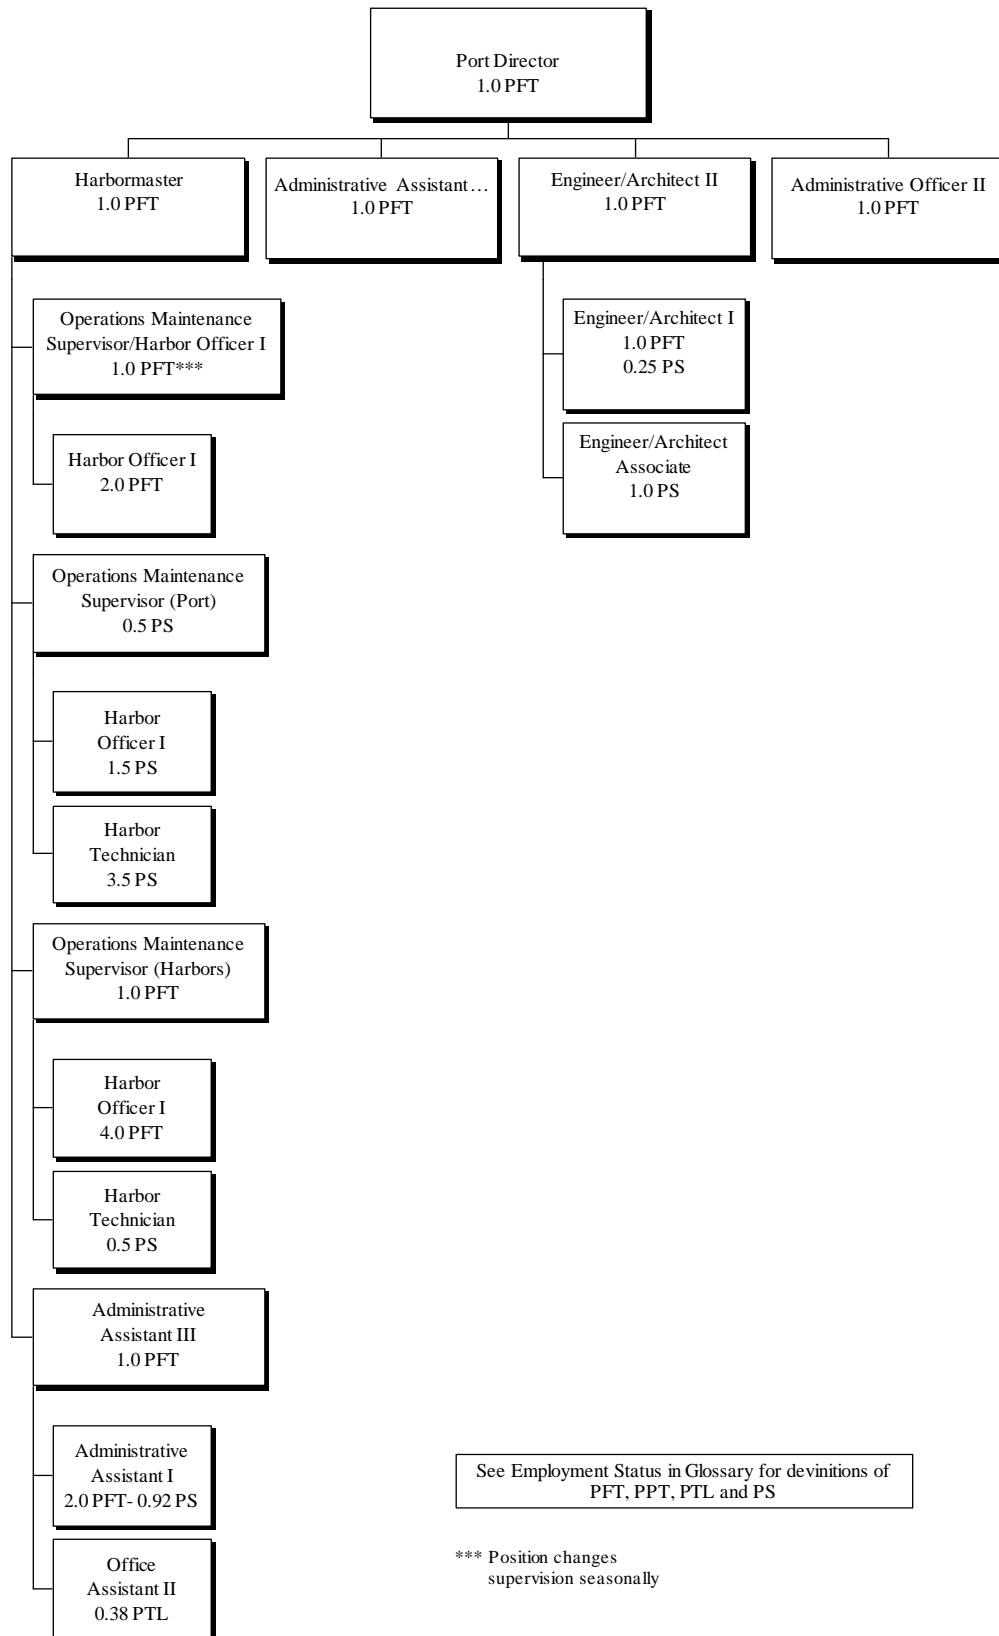 Port Director
1.0 PFT
Harbormaster
1.0 PFT
Administrative Assistant…
1.0 PFT
Engineer/Architect II
1.0 PFT
Administrative Officer II
1.0 PFT
Operations Maintenance
Supervisor/Harbor Officer I
1.0 PFT***
Harbor Officer I
2.0 PFT
Engineer/Architect I
1.0 PFT
0.25 PS
Engineer/Architect
Associate
1.0 PS
Operations Maintenance
Supervisor (Port)
0.5 PS
Harbor
Officer I
1.5 PS
Harbor
Technician
3.5 PS
Operations Maintenance
Supervisor (Harbors)
1.0 PFT
Harbor
Officer I
4.0 PFT
Harbor
Technician
0.5 PS
Administrative
Assistant III
1.0 PFT
Administrative
Assistant I
2.0 PFT- 0.92 PS
Office
Assistant II
0.38 PTL
See Employment Status in Glossary for devinitions of
PFT, PPT, PTL and PS
*** Position changes
supervision seasonally